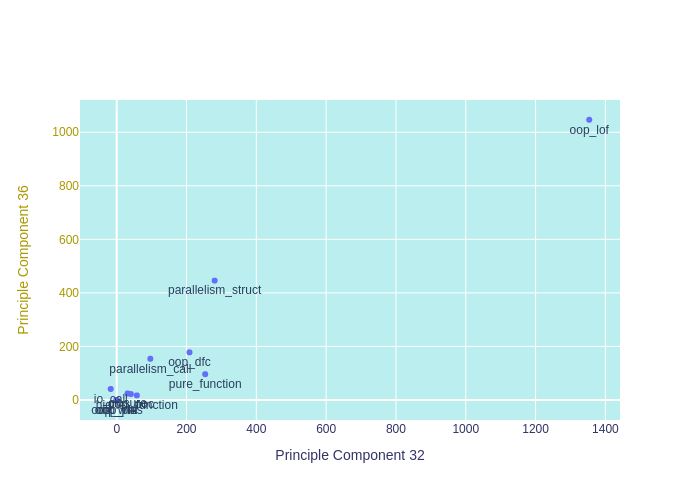 1000
800
600
400
200
0
Principle Component 36
oop_lof
parallelism_struct
oop_dfc
parallelism_call
pure_function
0
200
400
600
800
1000
1200
1400
Principle Component 32